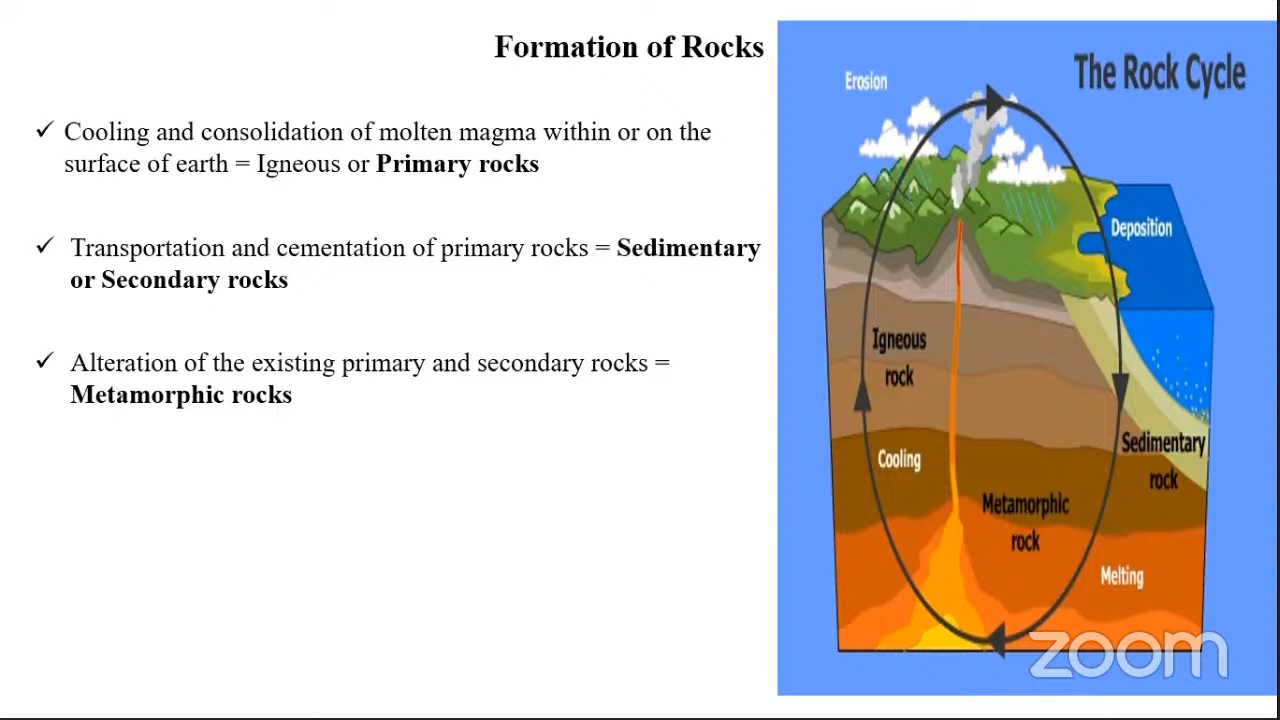 Formation of Rocks
✓ Cooling and consolidation of molten magma within or on the
surface of earth = Igneous or Primary rocks
✓ Transportation and cementation of primary rocks = Sedimentary
or Secondary rocks
✓ Alteration of the existing primary and secondary rocks =
Metamorphic rocks
The Rock Cycle
Erosion
Deposition
Igneous
rock
Cooling
Sedimentary
rock
Metamorphic
rock
Melting
zoom